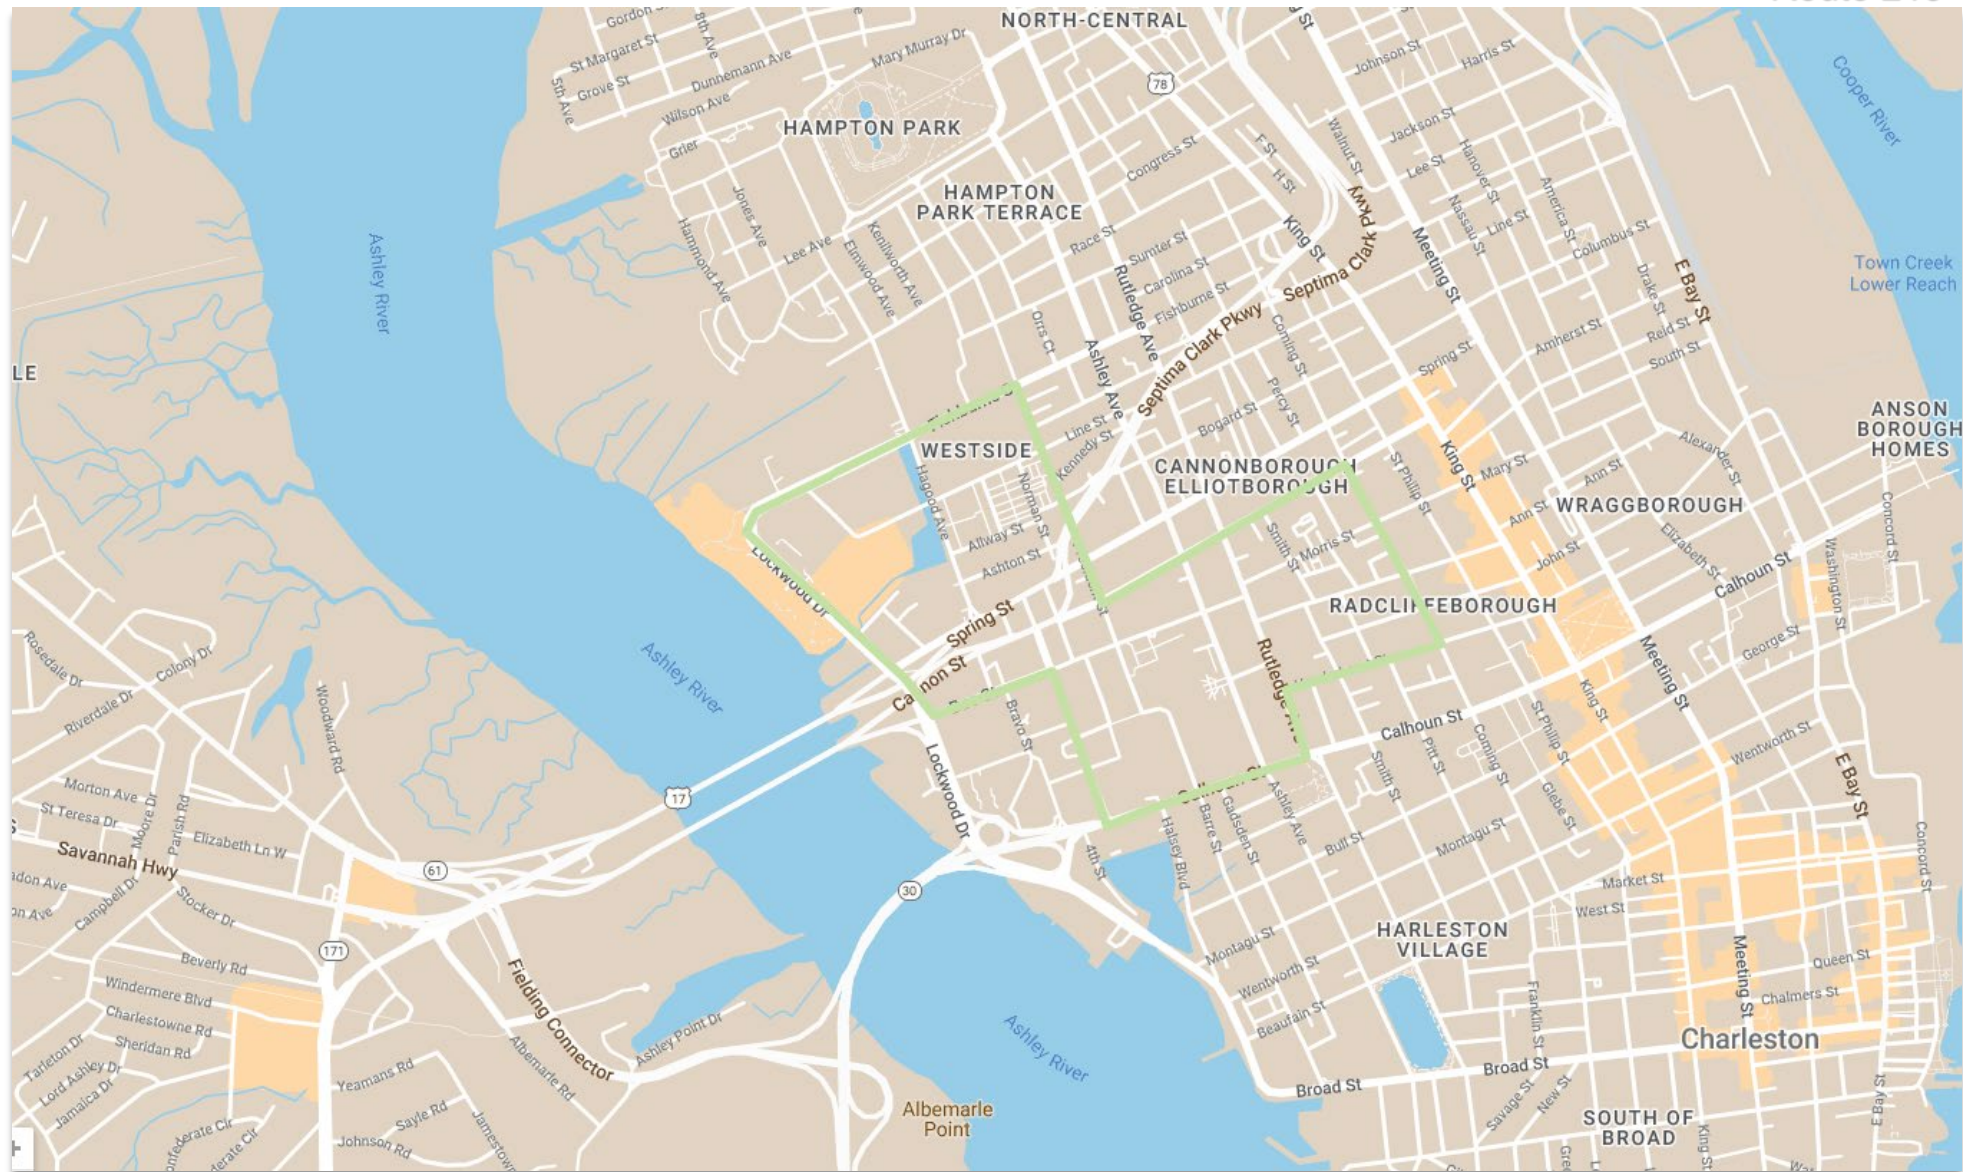 NORTH-CENTRAL
St Margaret St
8th Ave
Dunnemann Ave
Mary Murray Dr
5th Ave
Grove St
Wilson Ave
78
Johnson St
Harris St
Cooper River
HAMPTON PARK
Grier
Congress St
F St
H St
Walnut St
Jackson St
Lee St
Hanover St
HAMPTON
PARK TERRACE
Jones Ave
Hammond Ave
Lee Ave
Kenilworth Ave
Elmwood Ave
Race St
Sumter St
Carolina St
Fishburne St
King St
Septima Clark Pkwy
Meeting St
Nassau St
Line St
America St
Columbus St
Ashley River
Town Creek
Lower Reach
Drake St
E Bay St
Reid St
South St
Amherst St
Orrs Ct
Rutledge Ave
Ashley Ave
Septima Clark Pkwy
Coming St
Spring St
LE
Percy St
Bogard St
Line St
Kennedy St
WESTSIDE
CANNONBOROUGH
ELLIOTBOROUGH
St Philip St
King St
Mary St
Ann St
Alexander St
ANSON
BOROUGH
HOMES
WRAGGBOROUGH
Hagood Ave
Norman St
Allway St
Ashton St
Smith St
Morris St
Ann St
John St
Elizabeth St
Calhoun St
Washington St
Concord St
Lockwood Dr
Spring St
Cannon St
RADCLIFFEBOROUGH
George St
Meeting St
Rosedale Dr
Colony Dr
Riverdale Dr
Woodward Rd
Ashley River
Bravo St
Rutledge Ave
Calhoun St
King St
St Philip St
Wentworth St
E Bay St
Pitt St
Coming St
Smith St
Glebe St
Lockwood Dr
17
Calhoun St
Ashley Ave
Gadsden St
Barre St
Halsey Blvd
4th St
Bull St
Montagu St
Morton Ave
St Teresa Dr
Moore Dr
Parish Rd
Elizabeth Ln W
Savannah Hwy
61
30
Campbell Dr
Stocker Dr
Market St
West St
Concord St
HARLESTON
VILLAGE
Montagu St
Wentworth St
Beaufain St
171
Beverly Rd
Windermere Blvd
Charlestowne Rd
Sheridan Rd
Tarleton Dr
Lord Ashley Dr
Jamaica Dr
Fielding Connector
Albemarle Rd
Ashley Point Dr
Ashley River
Franklin St
Meeting St
Queen St
Chalmers St
Charleston
Broad St
Broad St
Yeamans Rd
Sayle Rd
Jamestown
Johnson Rd
Albemarle
Point
Savage St
New St
SOUTH OF
BROAD
King St
E Bay St